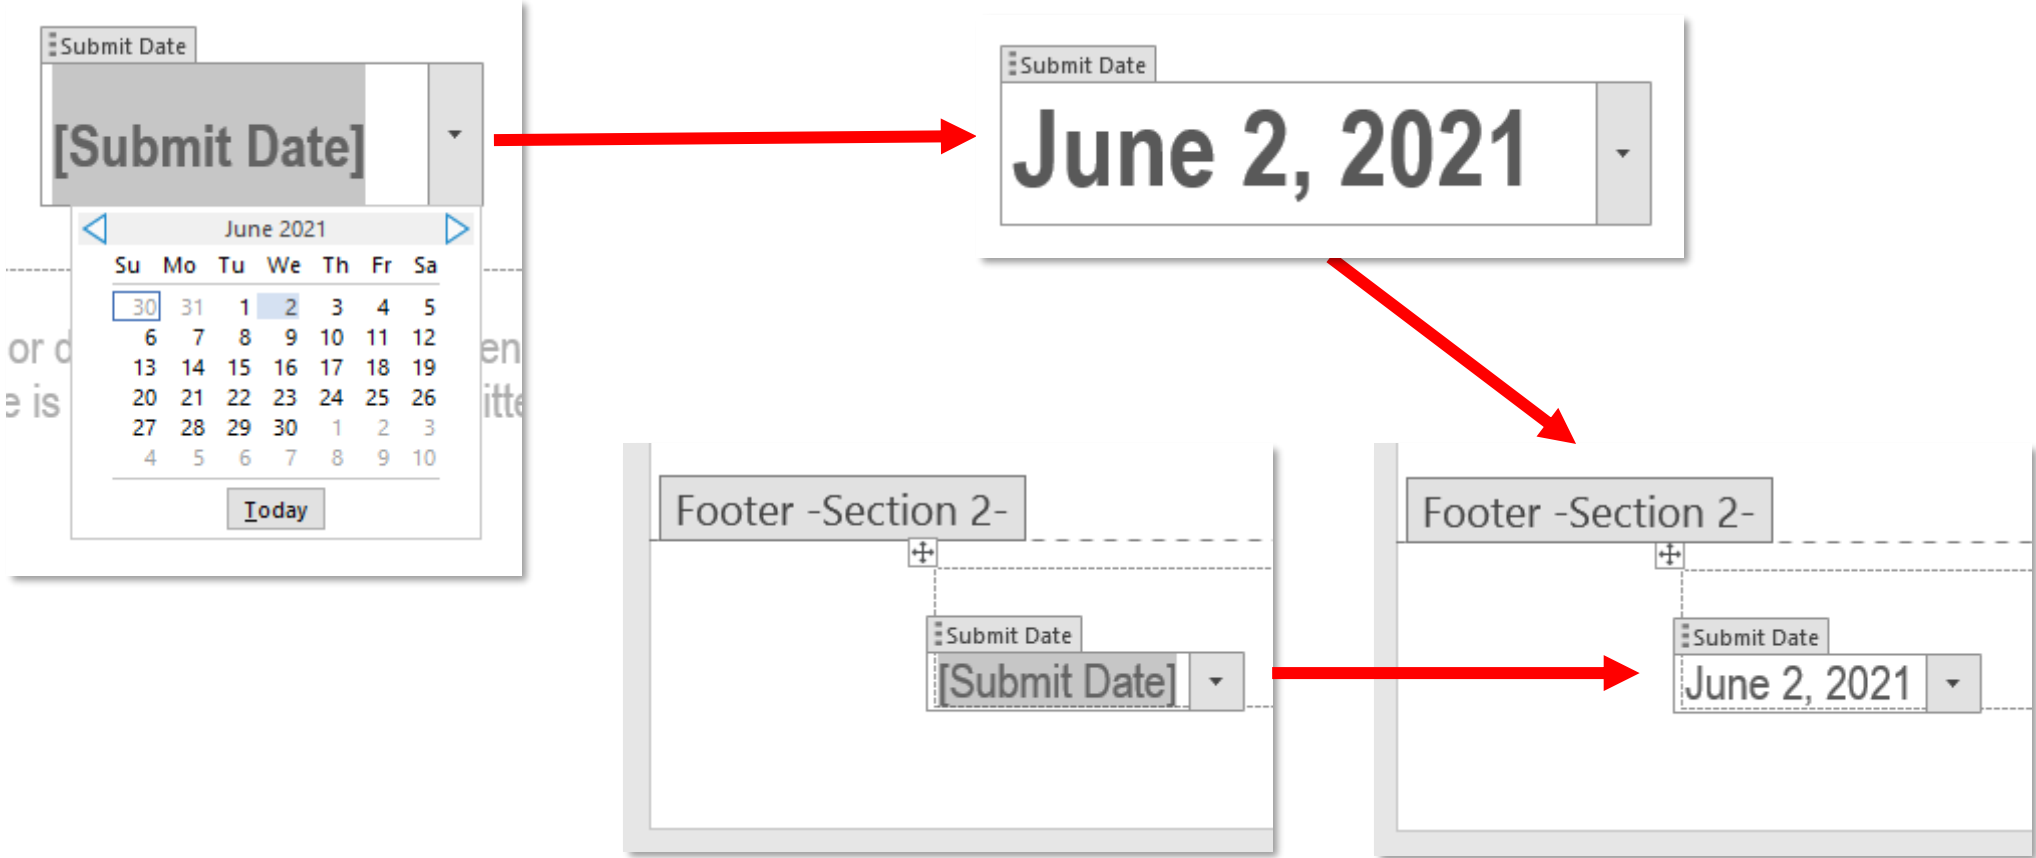 Submit Date
[Submit Date]
June 2021
Su Mo Tu We Th Fr Sa
30 31 1 2 3 4 5
6 7 8 9 10 11 12
13 14 15 16 17 18 19
20 21 22 23 24 25 26
27 28 29 30 1 2 3
4 5 6 7 8 9 10
Today
or d
en
e is
itte
Submit Date
June 2, 2021
Footer -Section 2-
Submit Date
[Submit Date]
Footer -Section 2-
Submit Date
June 2, 2021